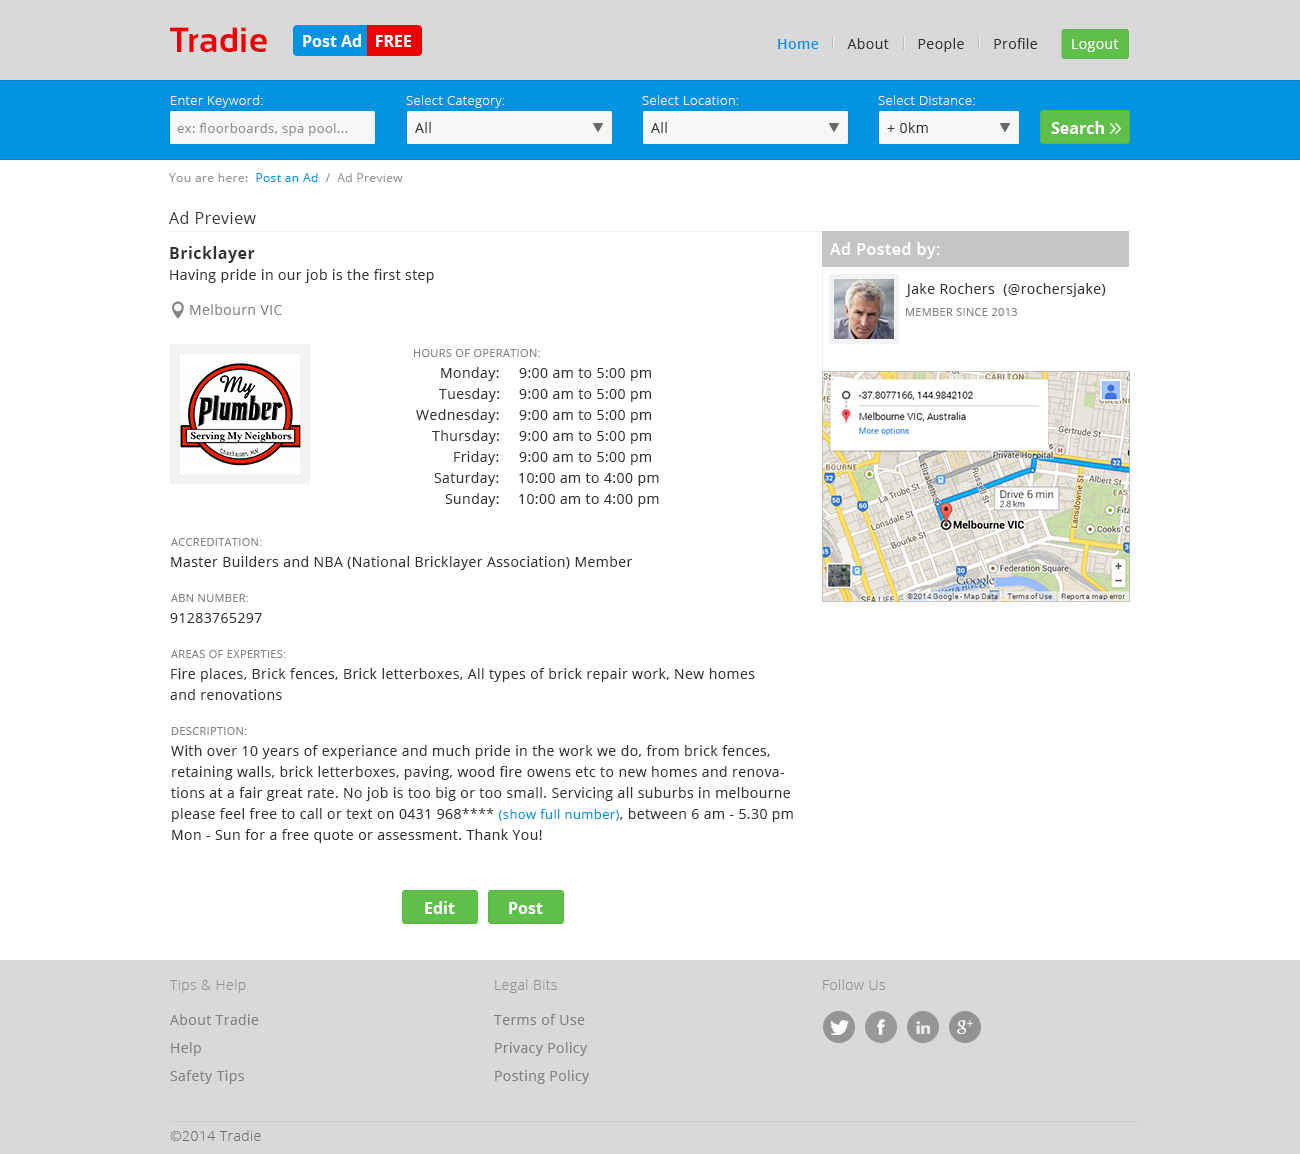 Tradie
Post Ad FREE
Home About People Profile Logout
Enter Keyword: Select Category: Select Location: Select Distance:
ex: floorboards, spa pool... All All + 0km Search »
You are here: Post an Ad / Ad Preview
Ad Preview
Bricklayer
Having pride in our job is the first step
Melbourn VIC
My
Plumber
Serving My Neighbors
HOURS OF OPERATION:
Monday: 9:00 am to 5:00 pm
Tuesday: 9:00 am to 5:00 pm
Wednesday: 9:00 am to 5:00 pm
Thursday: 9:00 am to 5:00 pm
Friday: 9:00 am to 5:00 pm
Saturday: 10:00 am to 4:00 pm
Sunday: 10:00 am to 4:00 pm
ACCREDITATION:
Master Builders and NBA (National Bricklayer Association) Member
ABN NUMBER:
91283765297
AREAS OF EXPERTIES:
Fire places, Brick fences, Brick letterboxes, All types of brick repair work, New homes
and renovations
DESCRIPTION:
With over 10 years of experiance and much pride in the work we do, from brick fences,
retaining walls, brick letterboxes, paving, wood fire owens etc to new homes and renova-
tions at a fair great rate. No job is too big or too small. Servicing all suburbs in melbourne
please feel free to call or text on 0431 968**** (show full number), between 6 am - 5.30 pm
Mon - Sun for a free quote or assessment. Thank You!
Edit Post
Ad Posted by:
Jake Rochers (@rochersjake)
MEMBER SINCE 2013
CARLTON
-37.8077166, 144.9842102
Melbourne VIC, Australia
More options
Gertrude St
Private Hospital
H
32
BOURNE
32
Albert St
La Trobe St
Elizabeth St
Russell St
Drive 6 min
2.8 km
Lansdowne St
50
60
Lonsdale St
Melbourne VIC
Bourke St
Cooks'
30
Federation Square
Google
©2014 Google - Map Data Terms of Use Report a map error
Tips & Help
About Tradie
Help
Safety Tips
Legal Bits
Terms of Use
Privacy Policy
Posting Policy
Follow Us
f in g+
©2014 Tradie